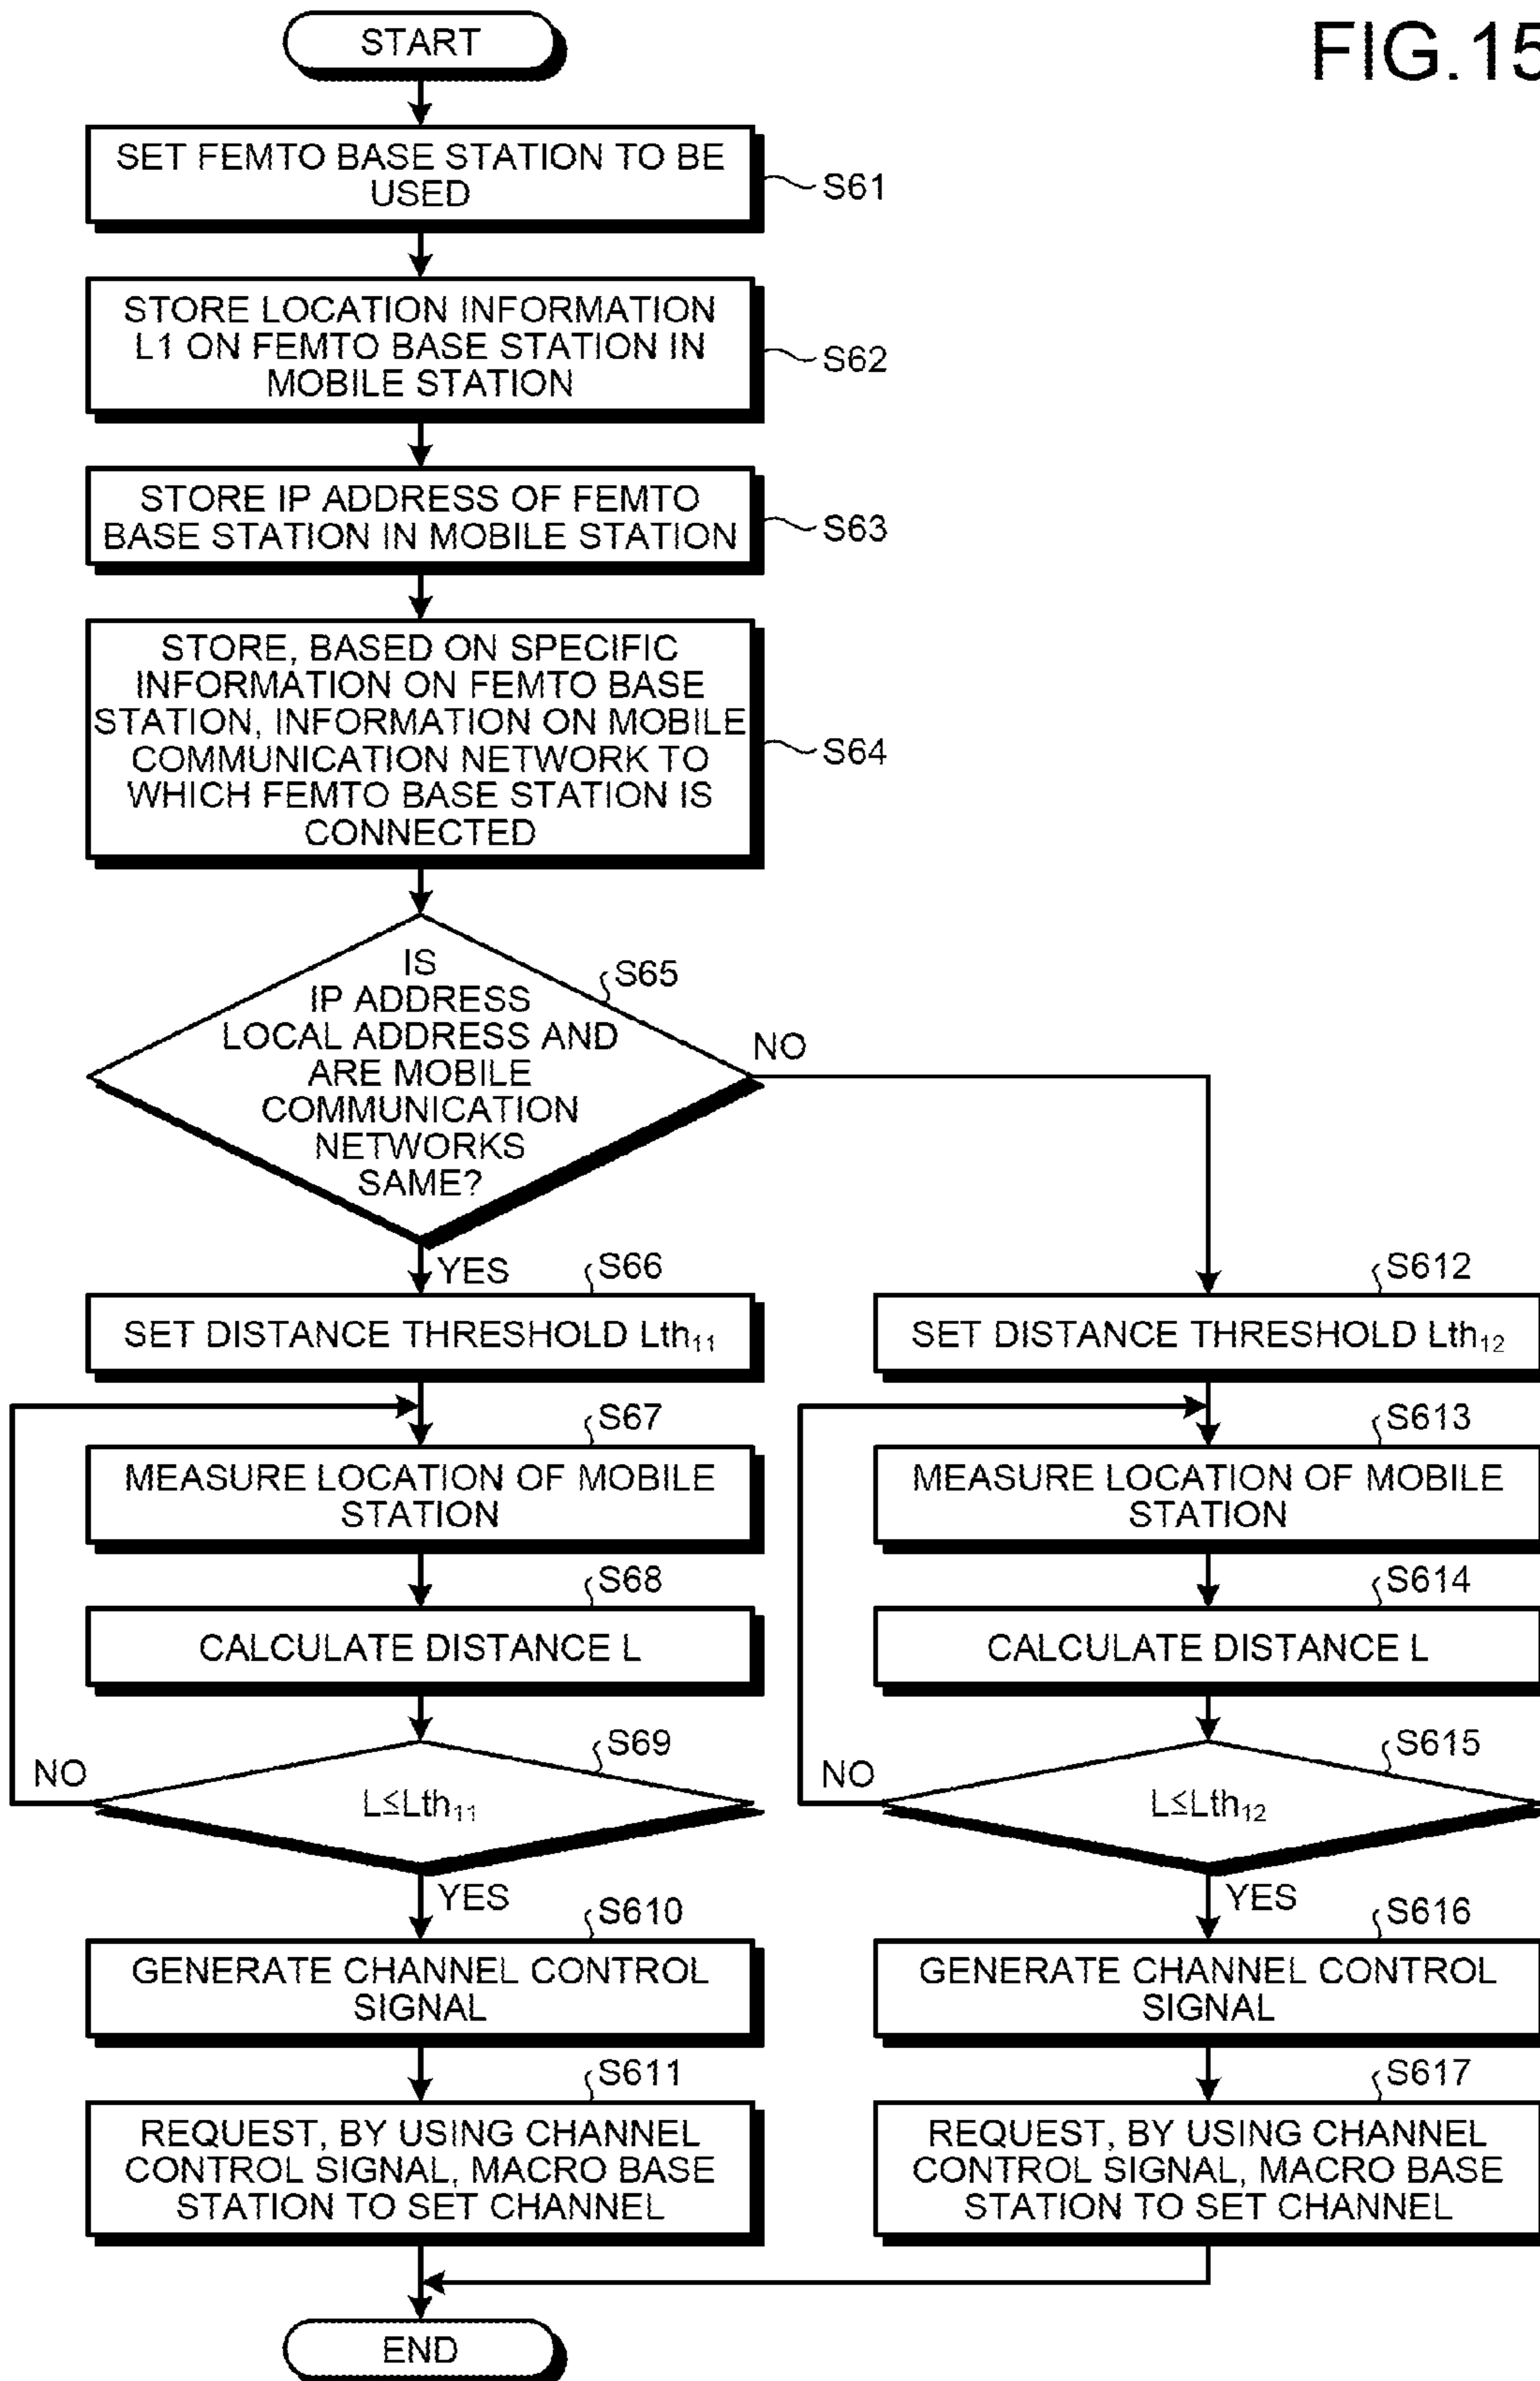 FIG.15
START
SET FEMTO BASE STATION TO BE
USED
S61
STORE LOCATION INFORMATION
L1 ON FEMTO BASE STATION IN
MOBILE STATION
S62
STORE IP ADDRESS OF FEMTO
BASE STATION IN MOBILE STATION
S63
STORE, BASED ON SPECIFIC
INFORMATION ON FEMTO BASE
STATION, INFORMATION ON MOBILE
COMMUNICATION NETWORK TO
WHICH FEMTO BASE STATION IS
CONNECTED
S64
IS
IP ADDRESS
LOCAL ADDRESS AND
ARE MOBILE
COMMUNICATION
NETWORKS
SAME?
S65
NO
YES
S66
SET DISTANCE THRESHOLD Lth₁₁
S67
MEASURE LOCATION OF MOBILE
STATION
S68
CALCULATE DISTANCE L
S69
NO
L≤Lth₁₁
YES
S610
GENERATE CHANNEL CONTROL
SIGNAL
S611
REQUEST, BY USING CHANNEL
CONTROL SIGNAL, MACRO BASE
STATION TO SET CHANNEL
S612
SET DISTANCE THRESHOLD Lth₁₂
S613
MEASURE LOCATION OF MOBILE
STATION
S614
CALCULATE DISTANCE L
S615
NO
L≤Lth₁₂
YES
S616
GENERATE CHANNEL CONTROL
SIGNAL
S617
REQUEST, BY USING CHANNEL
CONTROL SIGNAL, MACRO BASE
STATION TO SET CHANNEL
END